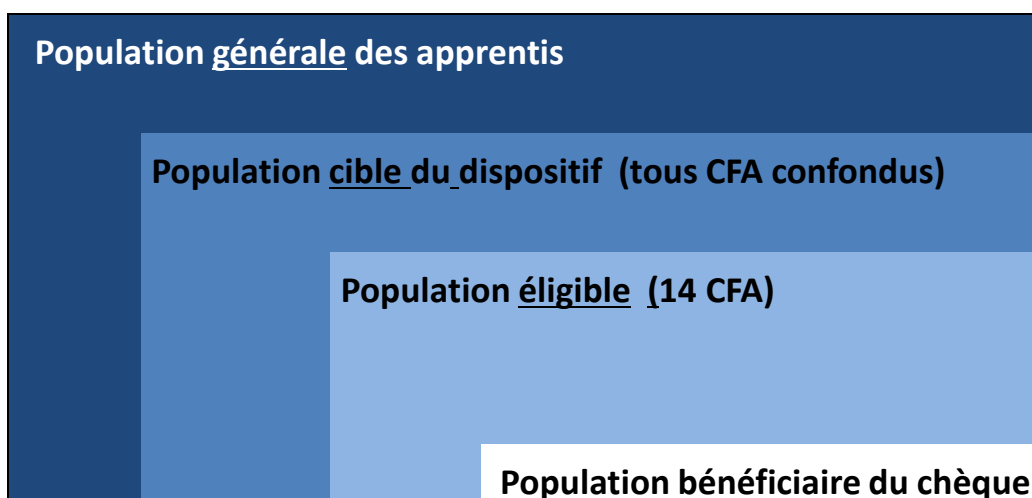 Population générale des apprentis
Population cible du dispositif (tous CFA confondus)
Population éligible (14 CFA)
Population bénéficiaire du chèque